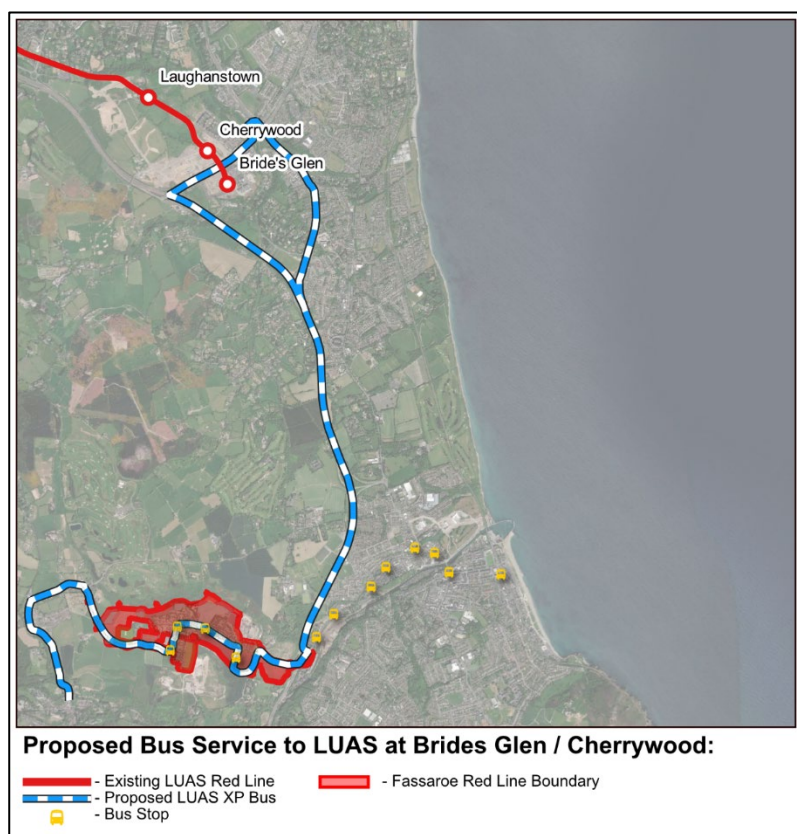 Laughanstown
Cherrywood
Bride's Glen
Proposed Bus Service to LUAS at Brides Glen / Cherrywood:
- Existing LUAS Red Line
- Fassaroe Red Line Boundary
- Proposed LUAS XP Bus
- Bus Stop